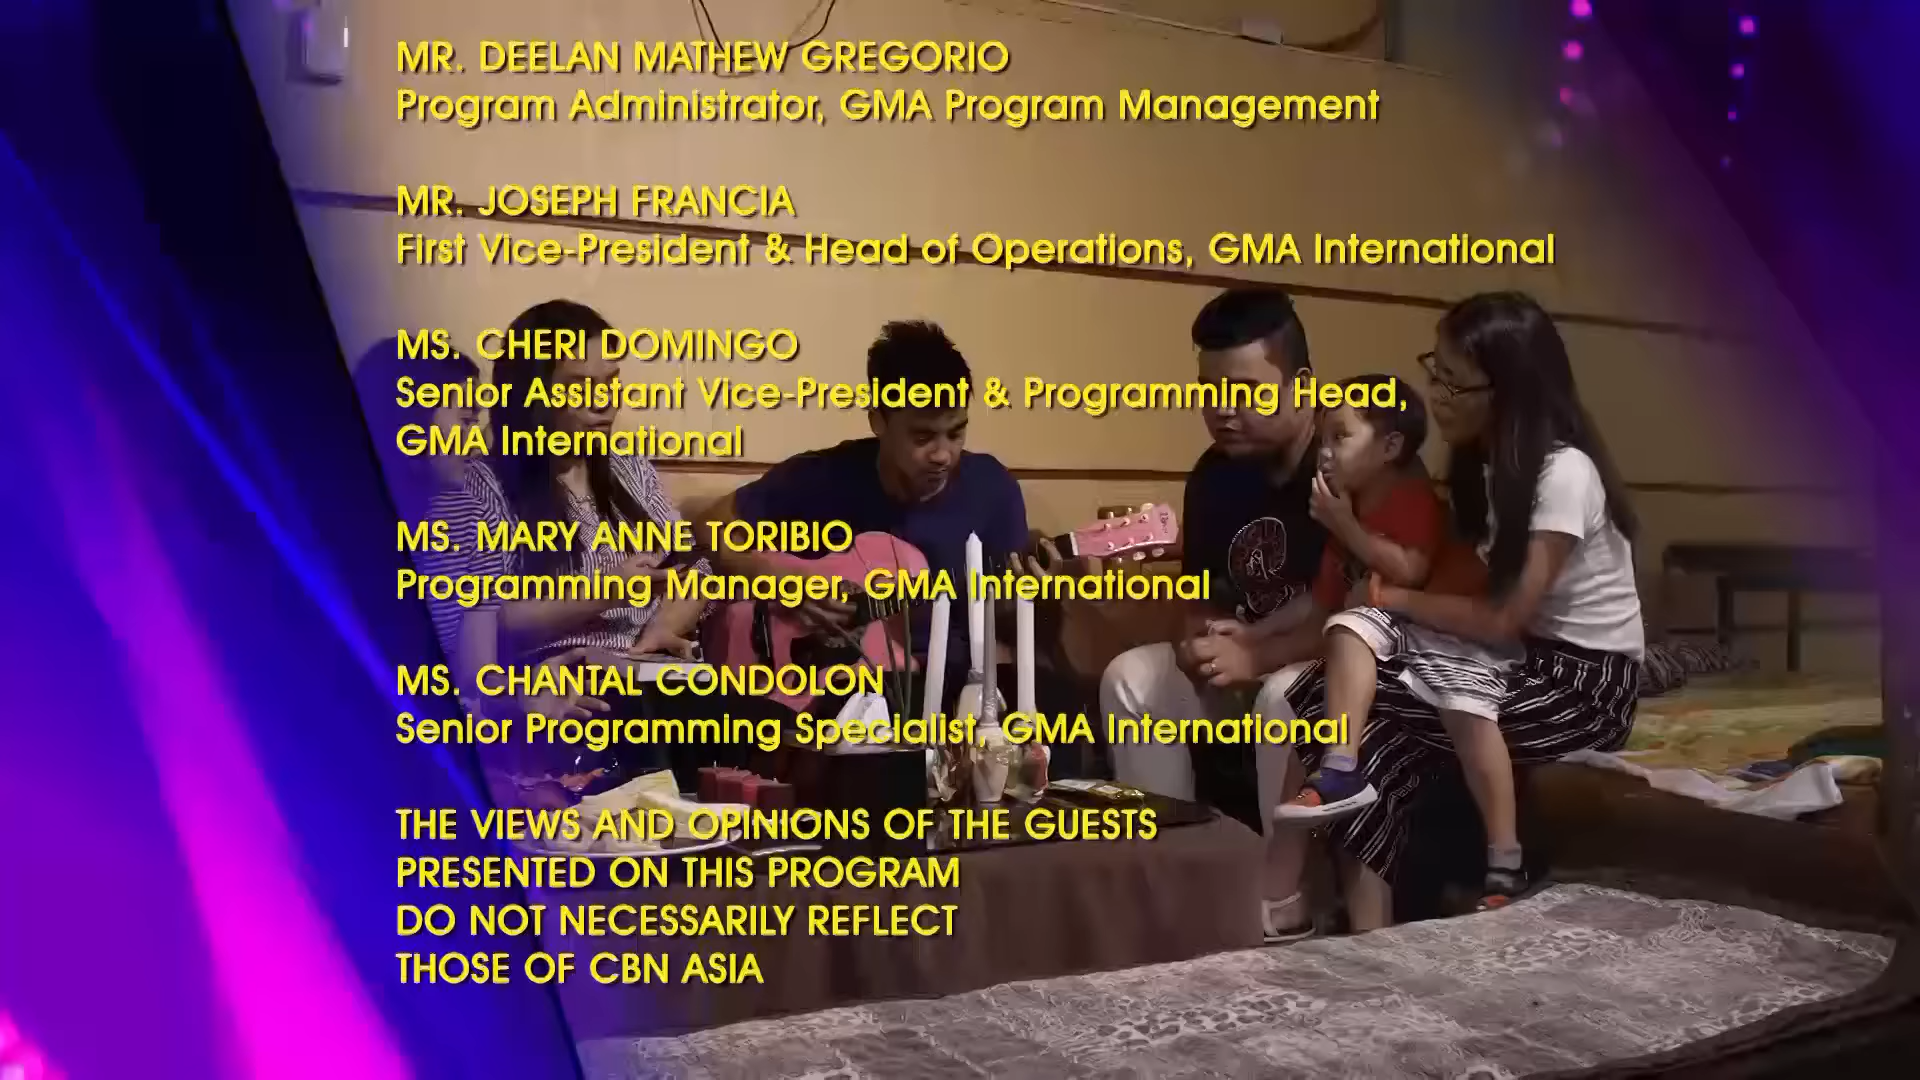 MR. DEELAN MATHEW GREGORIO
Program Administrator, GMA Program Management
MR. JOSEPH FRANCIA
First Vice-President & Head of Operations, GMA International
MS. CHERI DOMINGO
Senior Assistant Vice-President & Programming Head,
GMA International
MS. MARY ANNE TORIBIO
Programming Manager, GMA International
MS. CHANTAL CONDOLON
Senior Programming Specialist, GMA International
THE VIEWS AND OPINIONS OF THE GUESTS
PRESENTED ON THIS PROGRAM
DO NOT NECESSARILY REFLECT
THOSE OF CBN ASIA